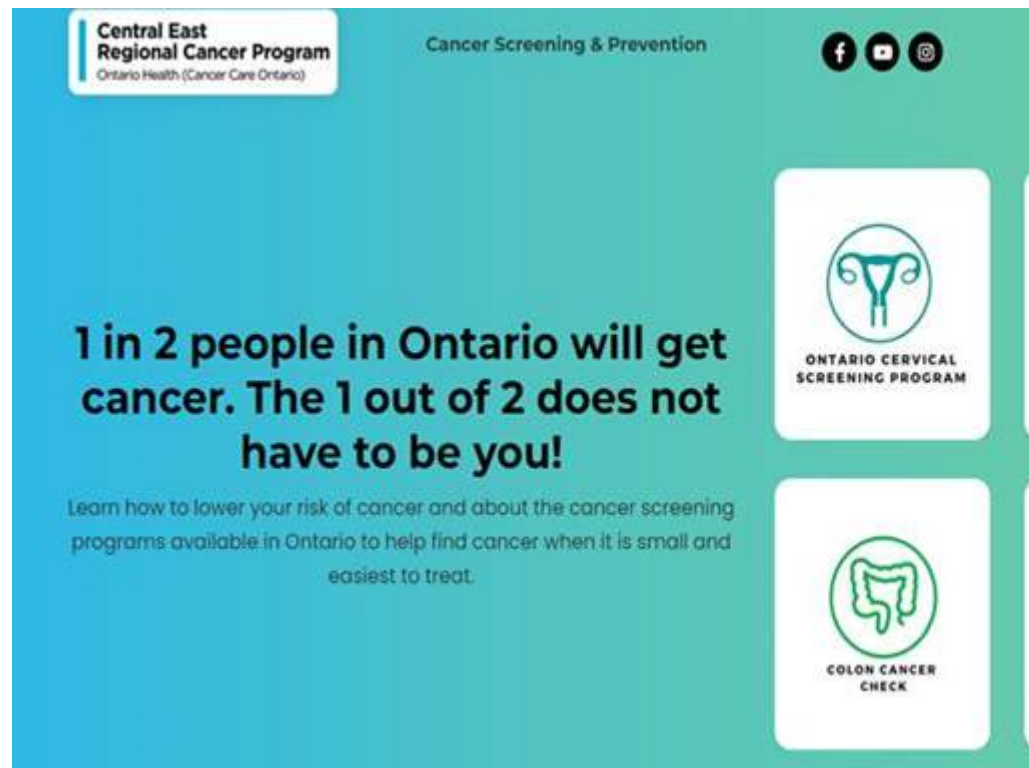 Central East
Regional Cancer Program
Ontario Health (Cancer Care Ontario)
Cancer Screening & Prevention
1 in 2 people in Ontario will get
cancer. The 1 out of 2 does not
have to be you!
Learn how to lower your risk of cancer and about the cancer screening
programs available in Ontario to help find cancer when it is small and
easiest to treat.
ONTARIO CERVICAL
SCREENING PROGRAM
COLON CANCER
CHECK